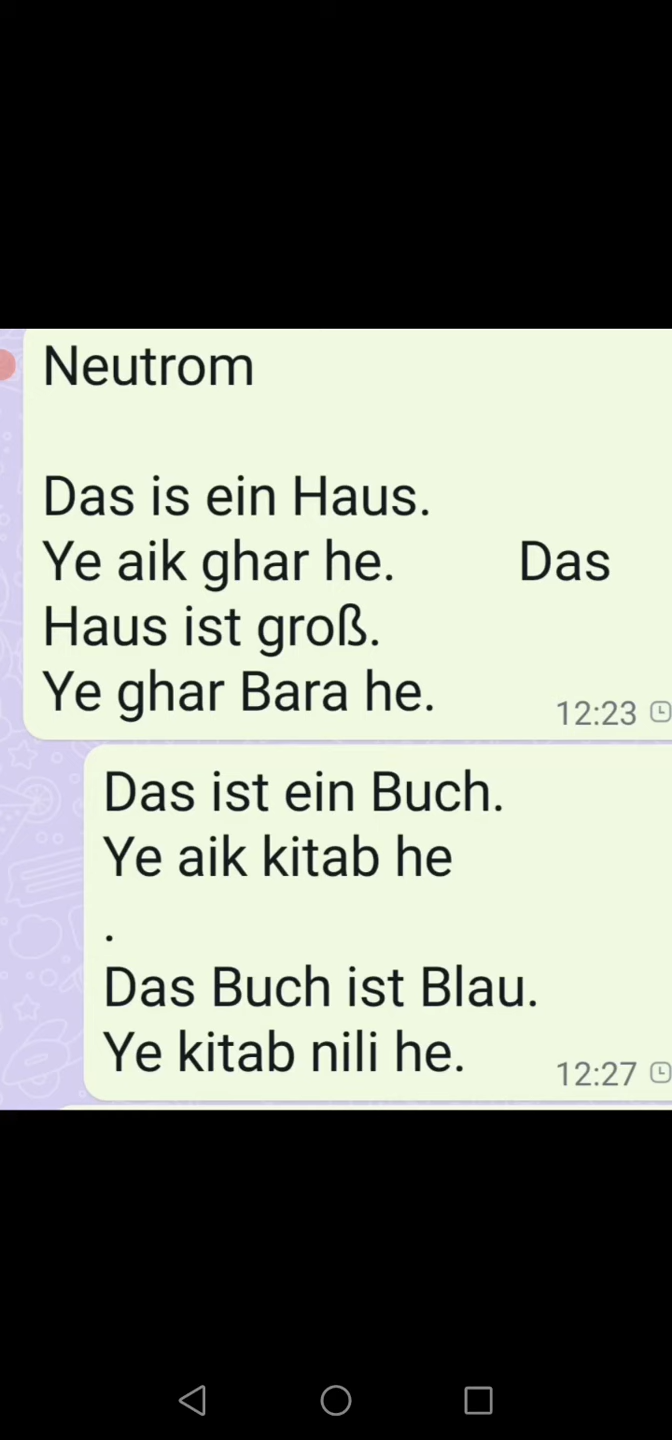 Neutrom
Das is ein Haus.
Ye aik ghar he. Das
Haus ist groß.
Ye ghar Bara he.
12:23
Das ist ein Buch.
Ye aik kitab he
.
Das Buch ist Blau.
Ye kitab nili he.
12:27